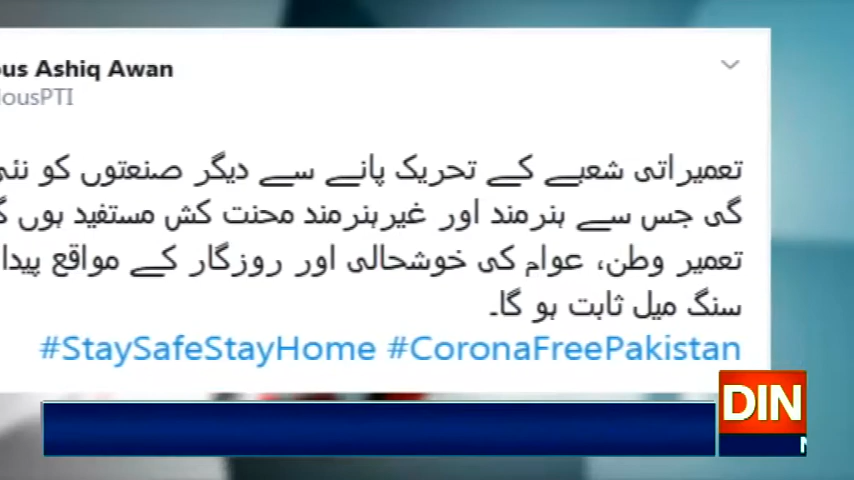 ous Ashiq Awan
ousPTI
تعمیراتی شعبے کے تحریک پانے سے دیگر صنعتوں کو نئی
گی جس سے ہنرمند اور غیرہنرمند محنت کش مستفید ہوں
تعمیر وطن، عوام کی خوشحالی اور روزگار کے مواقع پیدا
سنگ میل ثابت ہو گا۔
#StaySafeStayHome #CoronaFreePakistan
DIN